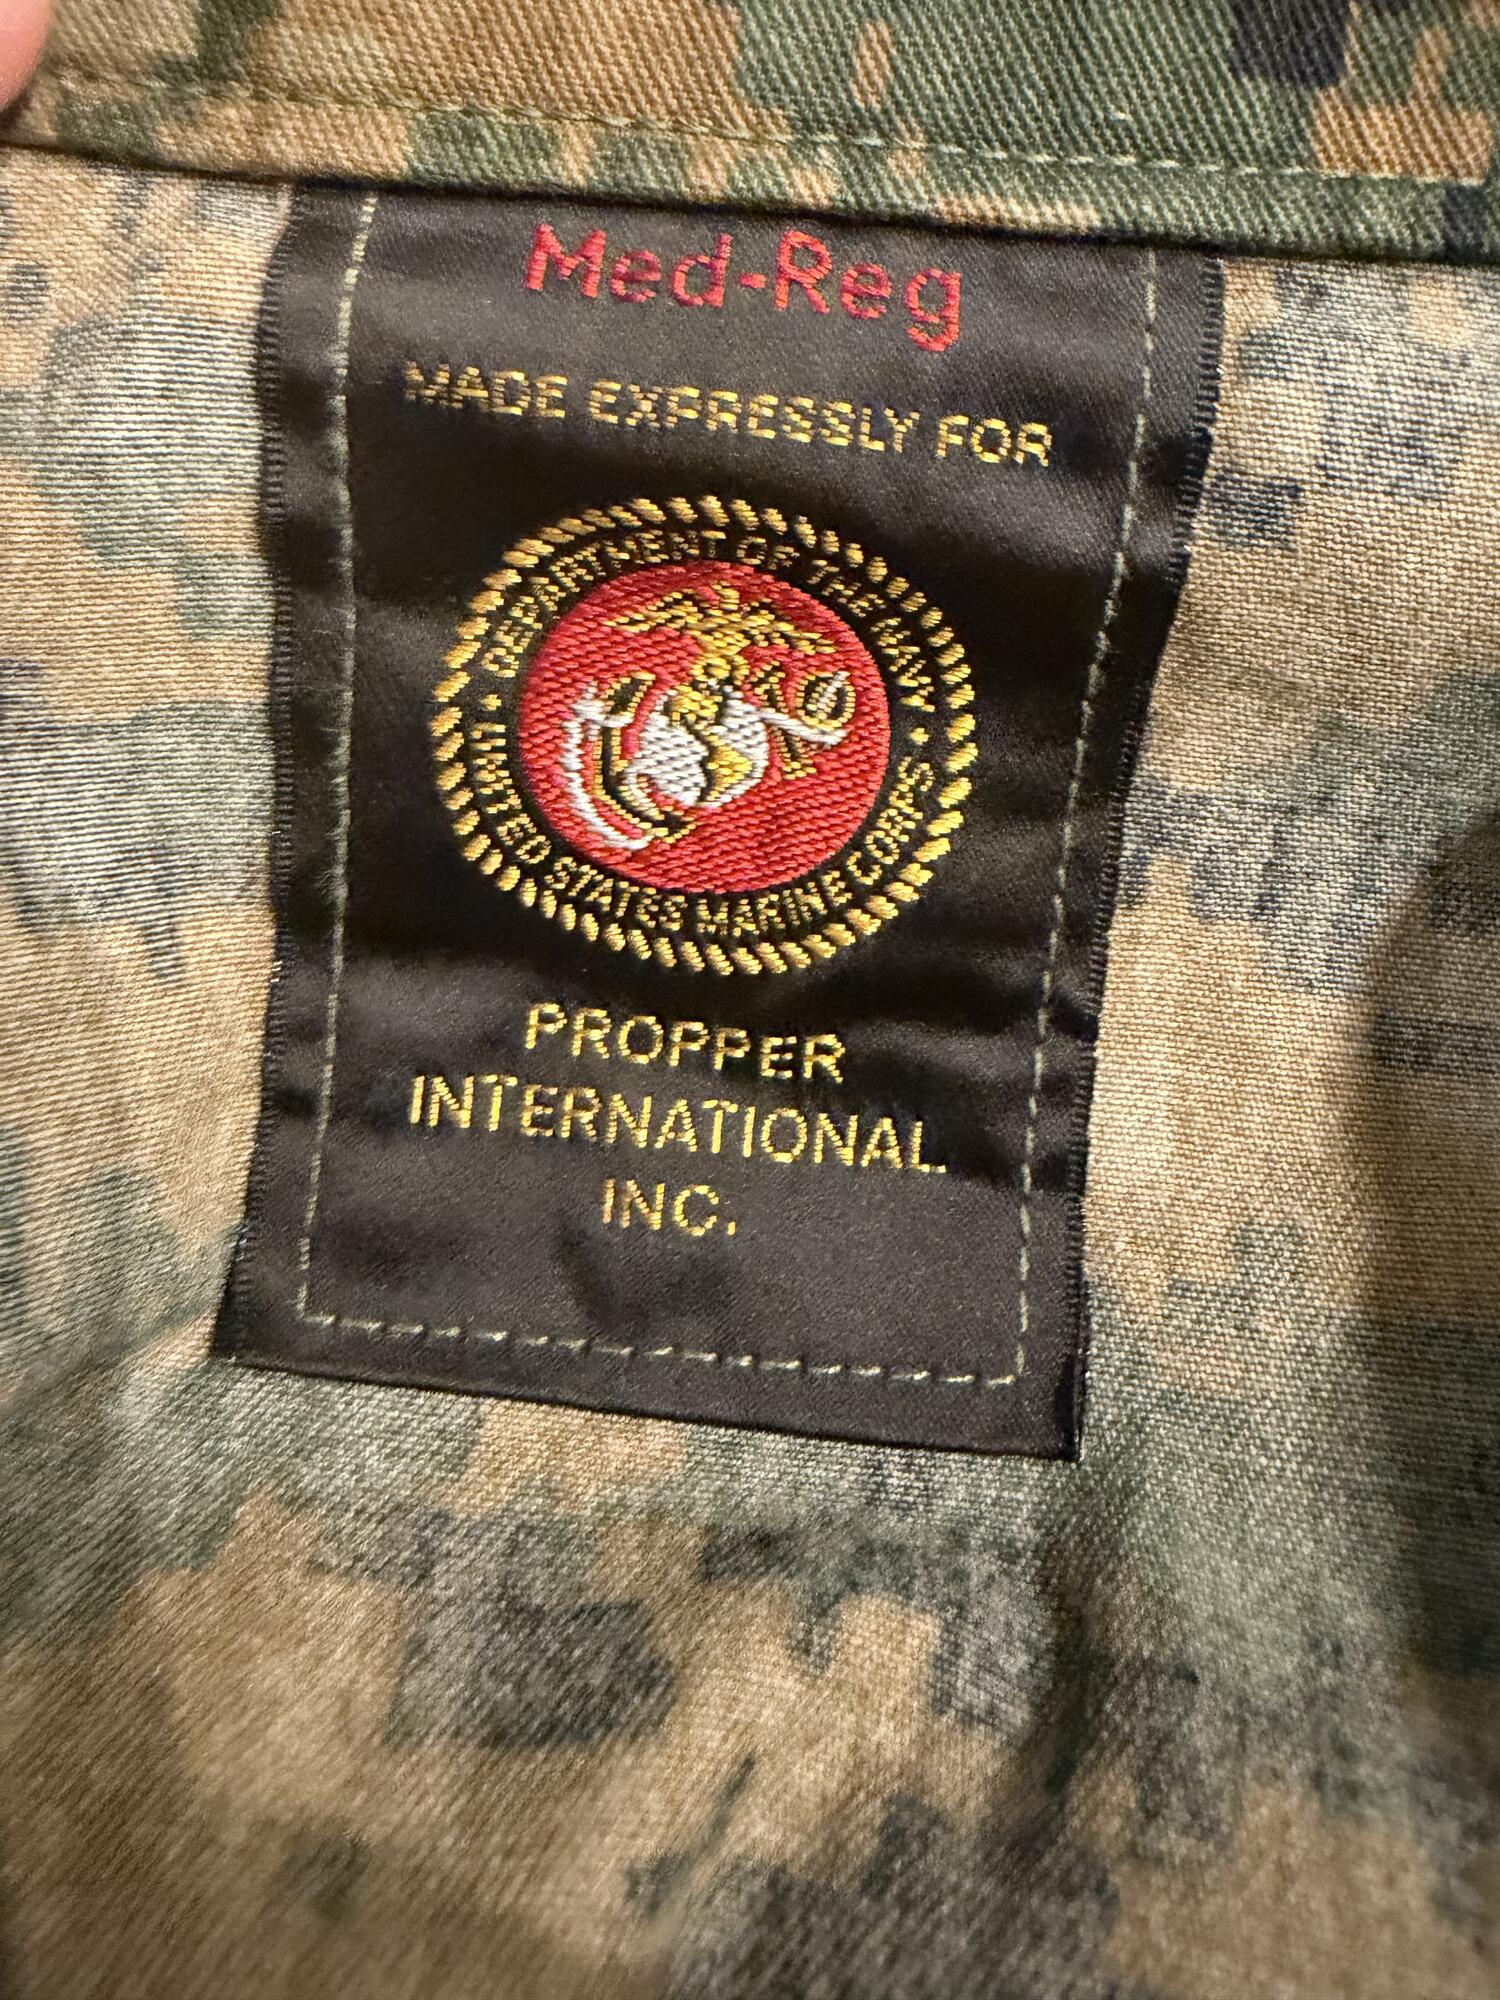 Med-Reg
MADE EXPRESSLY FOR
DEPARTMENT OF THE NAVY
• UNITED STATES MARINE CORPS •
PROPPER
INTERNATIONAL
INC.